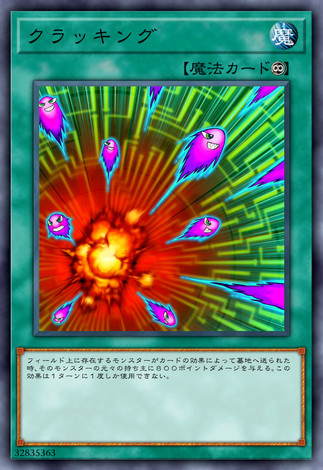 クラッキング
魔
【魔法カード】
フィールド上に存在するモンスターがカードの効果によって墓地へ送られた
時、そのモンスターの元々の持ち主に800ポイントダメージを与える。この
効果は1ターンに1度しか使用できない。
32835363